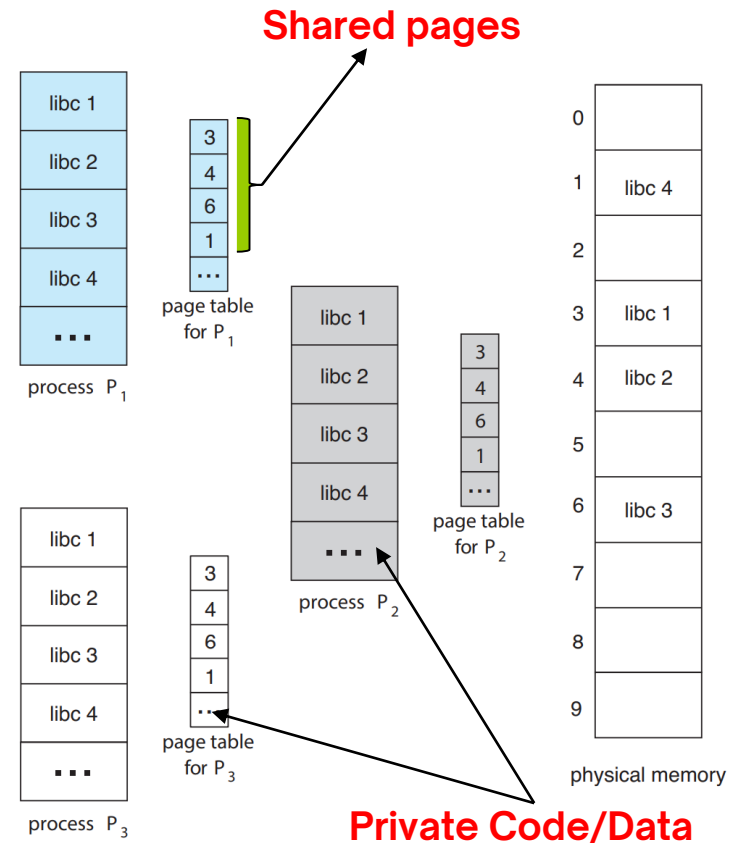 Shared pages
libc 1
libc 2
libc 3
libc 4
...
process P1
3
4
6
1
...
page table
for P1
libc 1
libc 2
libc 3
libc 4
...
process P2
3
4
6
1
...
page table
for P2
libc 1
libc 2
libc 3
libc 4
...
process P3
3
4
6
1
...
page table
for P3
0
1 libc 4
2
3 libc 1
4 libc 2
5
6 libc 3
7
8
9
physical memory
Private Code/Data